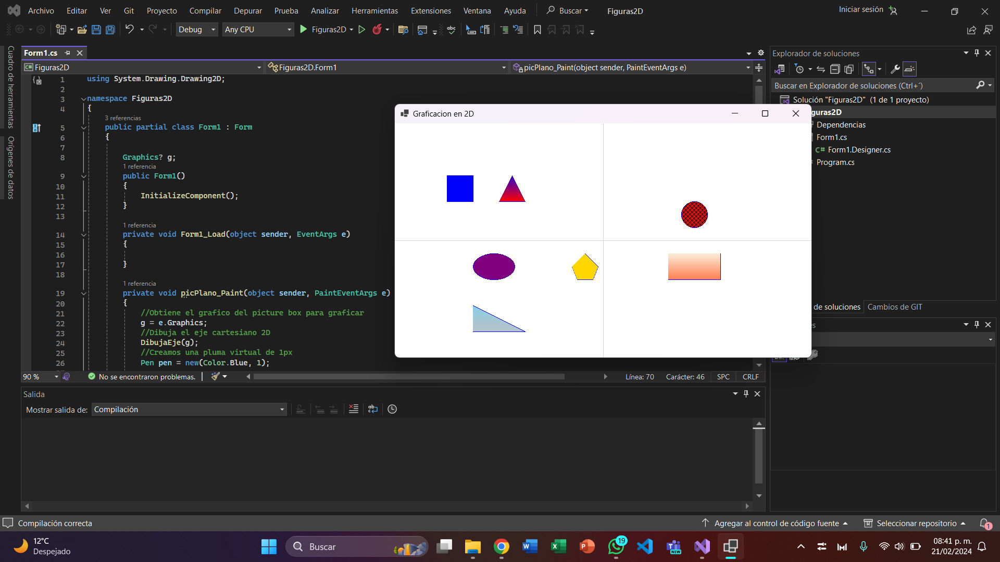 Archivo Editar Ver Git Proyecto Compilar Depurar Prueba Analizar Herramientas Extensiones Ventana Ayuda Buscar Figuras2D Iniciar sesión
Debug Any CPU Figuras2D
Cuadro de herramientas
Orígenes de datos
Form1.cs
Figuras2D Figuras2D.Form1 picPlano_Paint(object sender, PaintEventArgs e)
1 using System.Drawing.Drawing2D;
2
3 namespace Figuras2D
4 {
3 referencias
5 public partial class Form1 : Form
6 {
7
8 Graphics? g;
1 referencia
9 public Form1()
10 {
11 InitializeComponent();
12 }
13
1 referencia
14 private void Form1_Load(object sender, EventArgs e)
15 {
16
17 }
18
1 referencia
19 private void picPlano_Paint(object sender, PaintEventArgs e)
20 {
21 //Obtiene el grafico del picture box para graficar
22 g = e.Graphics;
23 //Dibuja el eje cartesiano 2D
24 DibujaEje(g);
25 //Creamos una pluma virtual de 1px
26 Pen pen = new(Color.Blue, 1);
90 % No se encontraron problemas. Línea: 70 Carácter: 46 SPC CRLF
Graficacion en 2D
Explorador de soluciones
Buscar en Explorador de soluciones (Ctrl+´)
Solución "Figuras2D" (1 de 1 proyecto)
guras2D
Dependencias
Form1.cs
C# Form1.Designer.cs
Program.cs
de soluciones Cambios de GIT
es
Salida
Mostrar salida de: Compilación
Compilación correcta
Agregar al control de código fuente Seleccionar repositorio 1
12°C
Despejado
Buscar
19
NEW
08:41 p. m.
21/02/2024